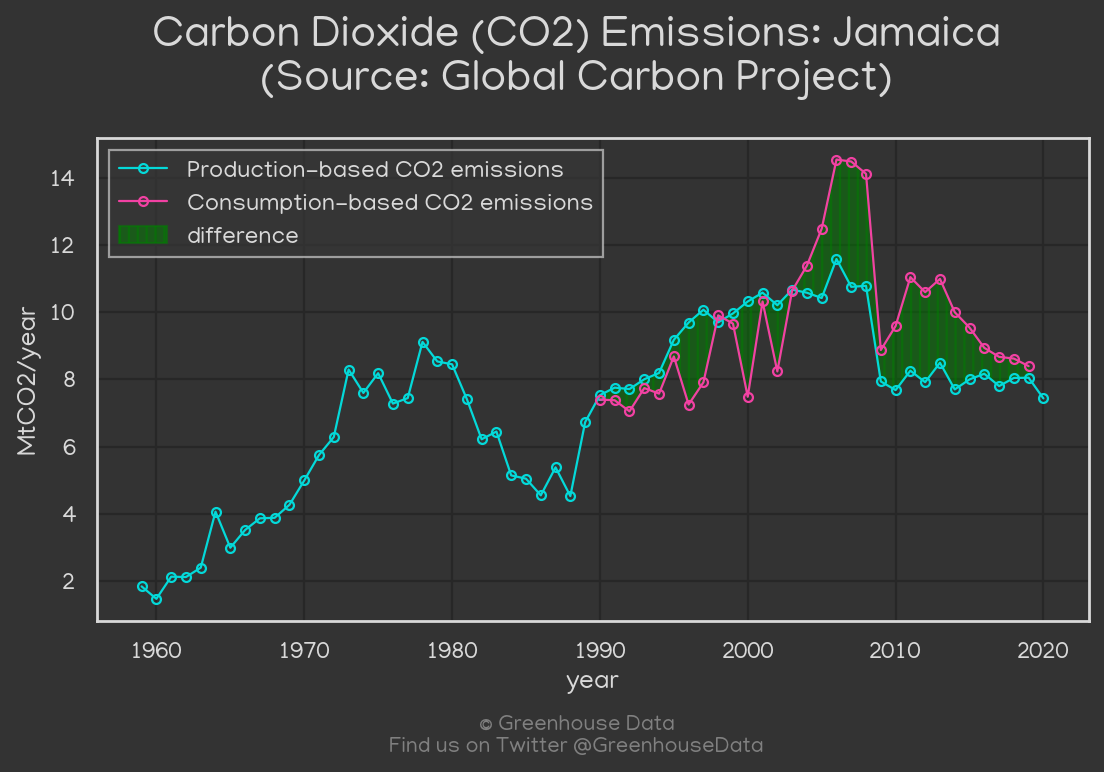 Carbon Dioxide (CO2) Emissions: Jamaica
(Source: Global Carbon Project)
Production-based CO2 emissions
Consumption-based CO2 emissions
difference
MtCO2/year
14
12
10
8
6
4
2
1960 1970 1980 1990 2000 2010 2020
year
© Greenhouse Data
Find us on Twitter @GreenhouseData